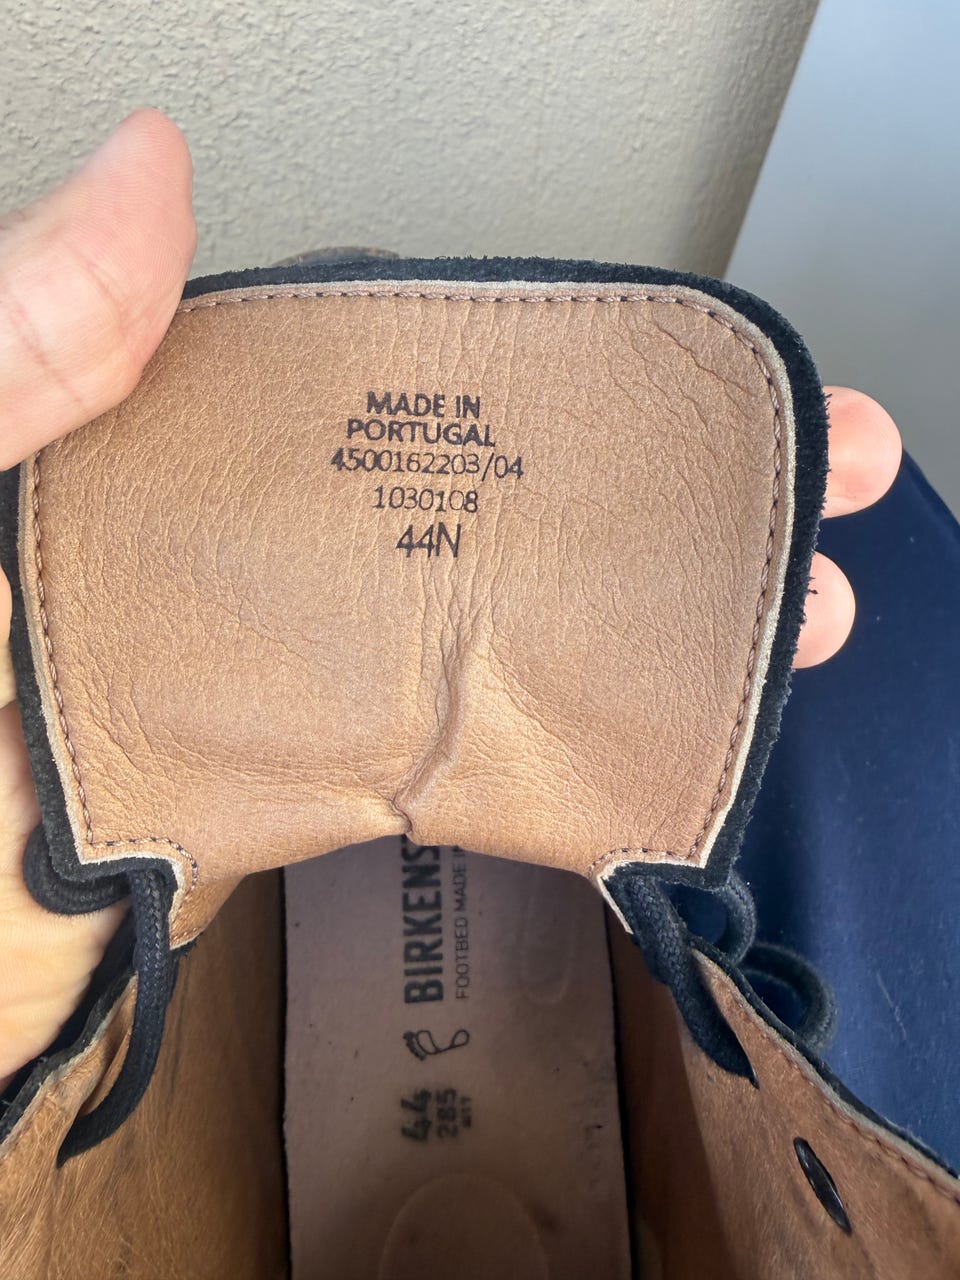 MADE IN
PORTUGAL
4500162203/04
1030108
44N
BIRKENS
FOOTBED MADE I
44
285